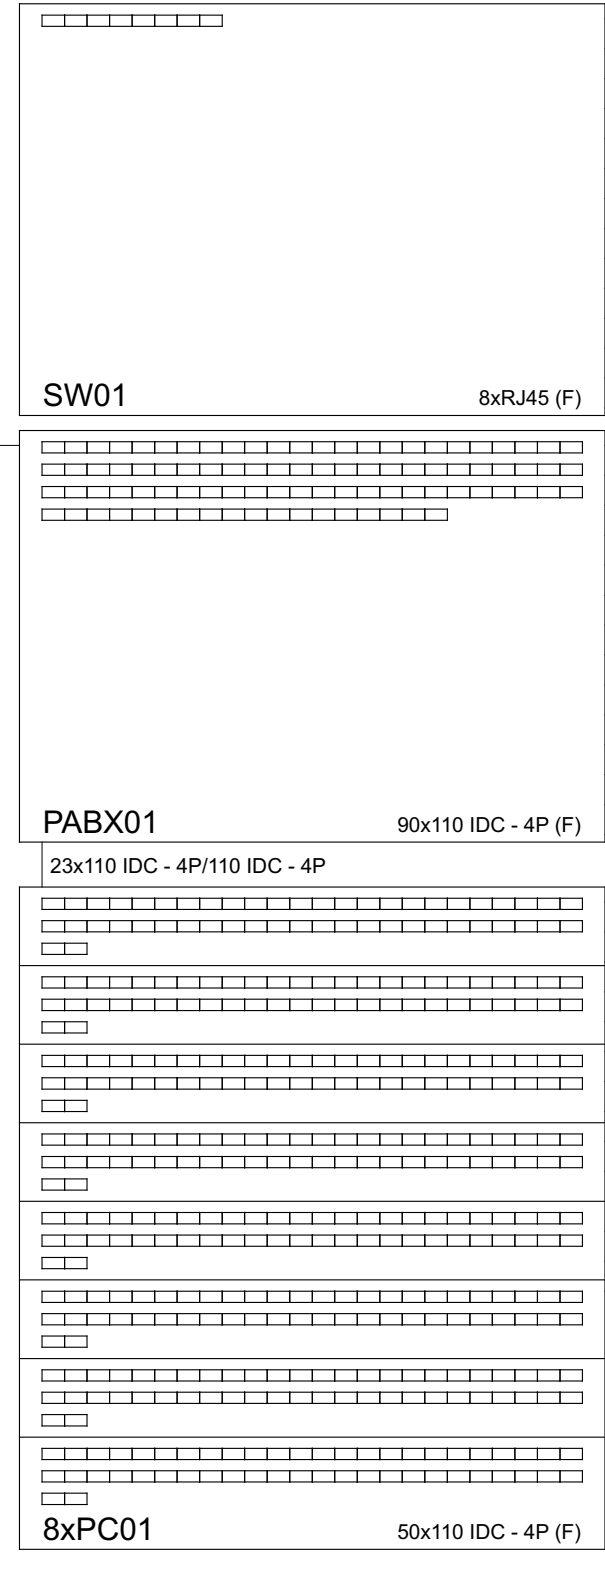 SW01
8xRJ45 (F)
PABX01
90x110 IDC - 4P (F)
23x110 IDC - 4P/110 IDC - 4P
8xPC01
50x110 IDC - 4P (F)